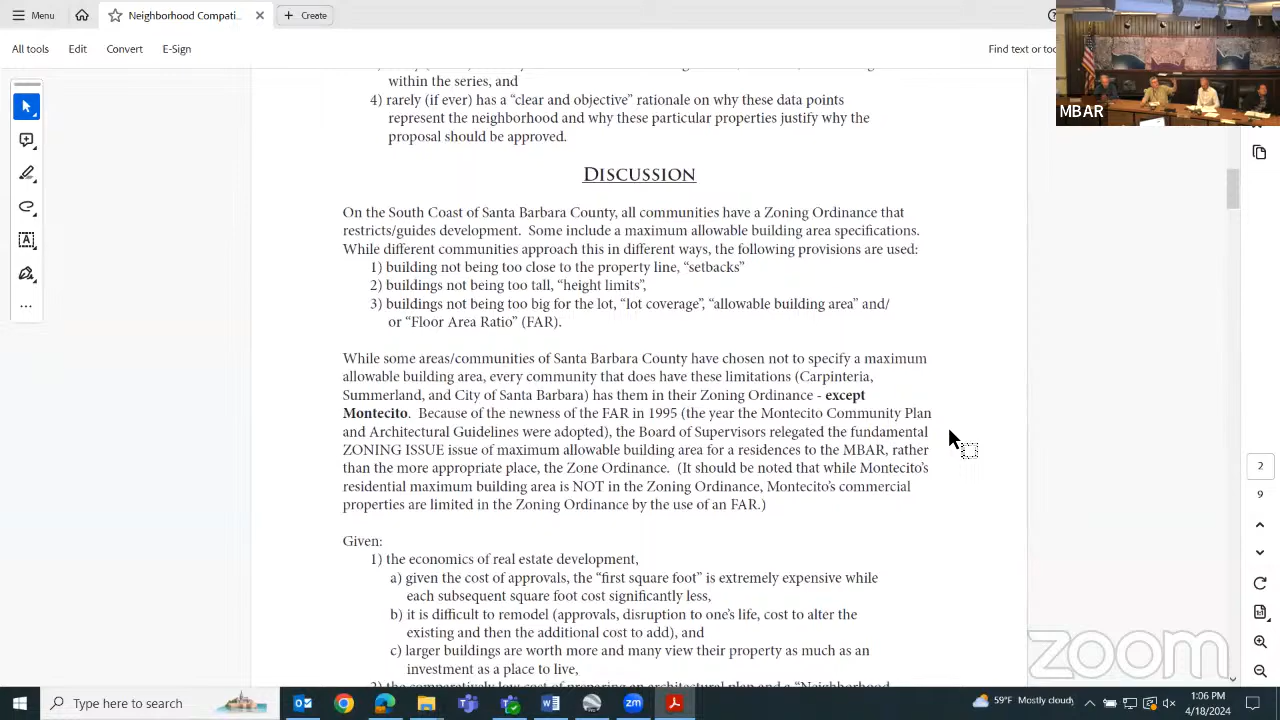 Menu
Neighborhood Compati...
Create
All tools
Edit
Convert
E-Sign
Find text or too
MBAR
within the series, and
4) rarely (if ever) has a “clear and objective” rationale on why these data points
represent the neighborhood and why these particular properties justify why the
proposal should be approved.
DISCUSSION
On the South Coast of Santa Barbara County, all communities have a Zoning Ordinance that
restricts/guides development. Some include a maximum allowable building area specifications.
While different communities approach this in different ways, the following provisions are used:
1) building not being too close to the property line, “setbacks”
2) buildings not being too tall, “height limits”,
3) buildings not being too big for the lot, “lot coverage”, “allowable building area” and/
or “Floor Area Ratio” (FAR).
While some areas/communities of Santa Barbara County have chosen not to specify a maximum
allowable building area, every community that does have these limitations (Carpinteria,
Summerland, and City of Santa Barbara) has them in their Zoning Ordinance - except
Montecito. Because of the newness of the FAR in 1995 (the year the Montecito Community Plan
and Architectural Guidelines were adopted), the Board of Supervisors relegated the fundamental
ZONING ISSUE issue of maximum allowable building area for a residences to the MBAR, rather
than the more appropriate place, the Zone Ordinance. (It should be noted that while Montecito’s
residential maximum building area is NOT in the Zoning Ordinance, Montecito’s commercial
properties are limited in the Zoning Ordinance by the use of an FAR.)
Given:
1) the economics of real estate development,
a) given the cost of approvals, the “first square foot” is extremely expensive while
each subsequent square foot cost significantly less,
b) it is difficult to remodel (approvals, disruption to one’s life, cost to alter the
existing and then the additional cost to add), and
c) larger buildings are worth more and many view their property as much as an
investment as a place to live,
2) the comparatively low cost of preparing an architectural plan and a “Neighborhood
2
9
zoom
Type here to search
59°F Mostly cloudy
1:06 PM
4/18/2024